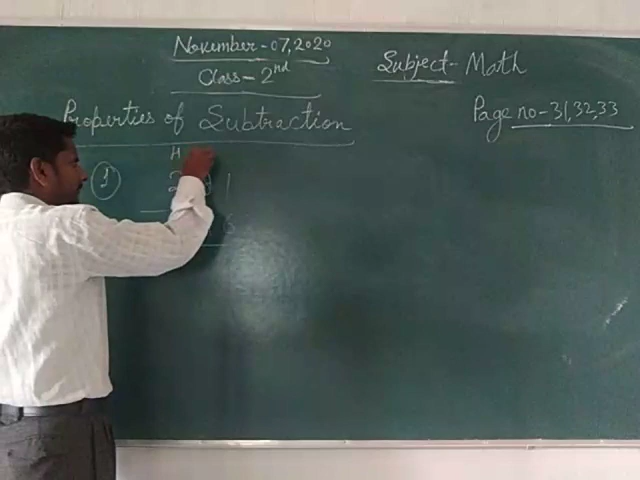 November-07,2020
Class-2nd
Subject-Math
Page no-31,32,33
Properties of Subtraction
H
1